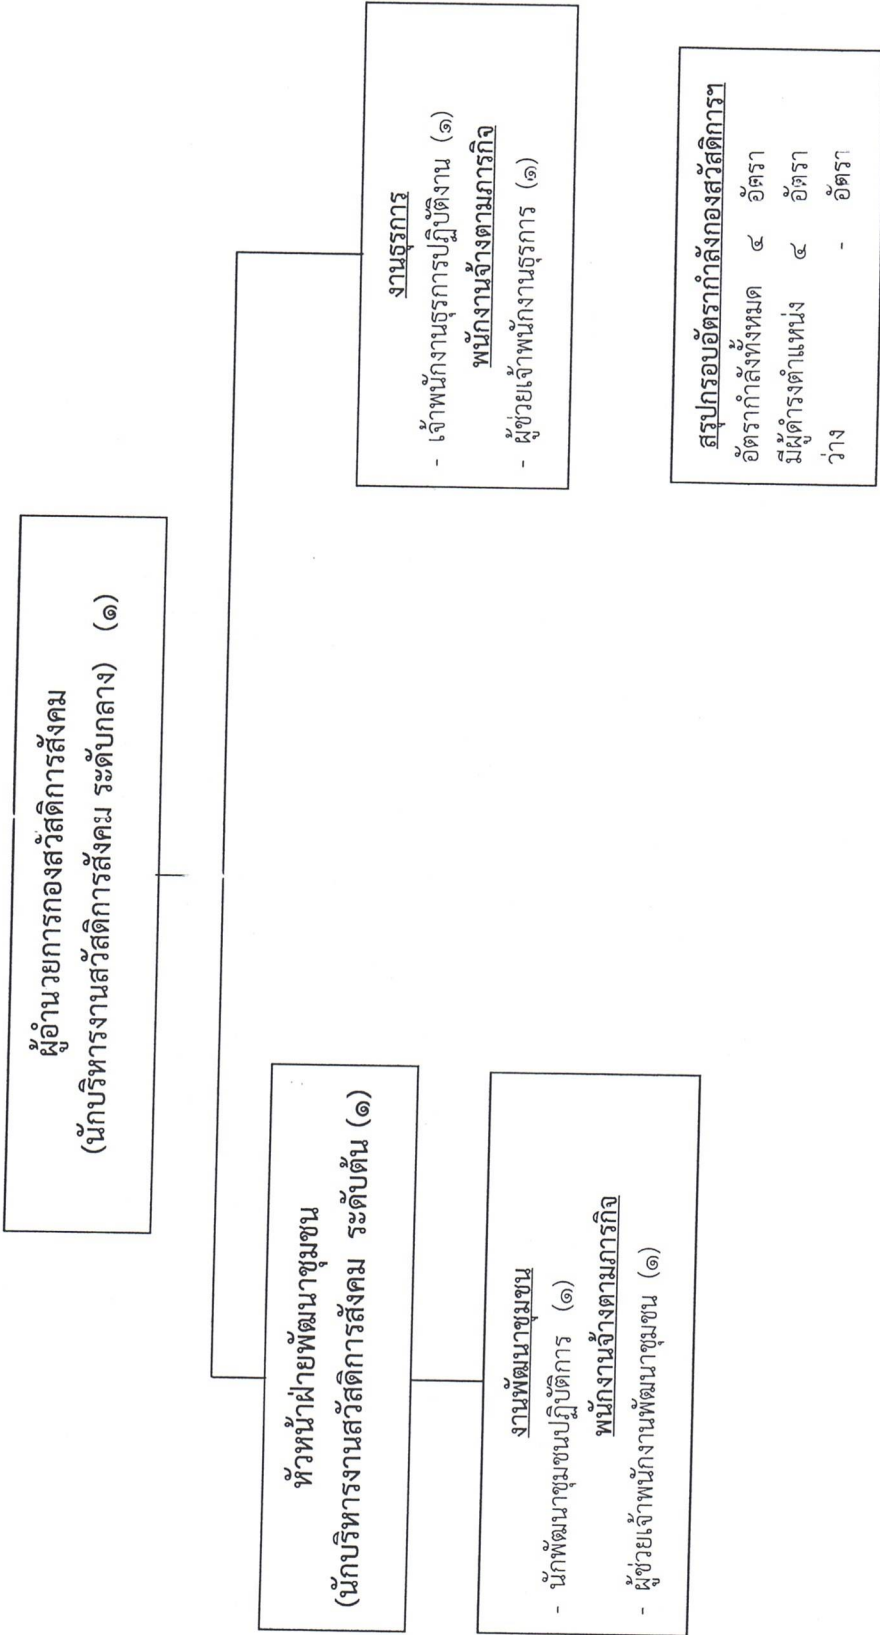 ผู้อำนวยการกองสวัสดิการสังคม
(นักบริหารงานสวัสดิการสังคม ระดับกลาง) (๑)
หัวหน้าฝ่ายพัฒนาชุมชน
(นักบริหารงานสวัสดิการสังคม ระดับต้น (๑)
งานพัฒนาชุมชน
- นักพัฒนาชุมชนปฏิบัติการ (๑)
พนักงานจ้างตามภารกิจ
- ผู้ช่วยเจ้าพนักงานพัฒนาชุมชน (๑)
งานธุรการ
- เจ้าพนักงานธุรการปฏิบัติงาน (๑)
พนักงานจ้างตามภารกิจ
- ผู้ช่วยเจ้าพนักงานธุรการ (๑)
สรุปกรอบอัตรากำลังกองสวัสดิการฯ
อัตรากำลังทั้งหมด ๔ อัตรา
มีผู้ดำรงตำแหน่ง ๔ อัตรา
ว่าง - อัตรา